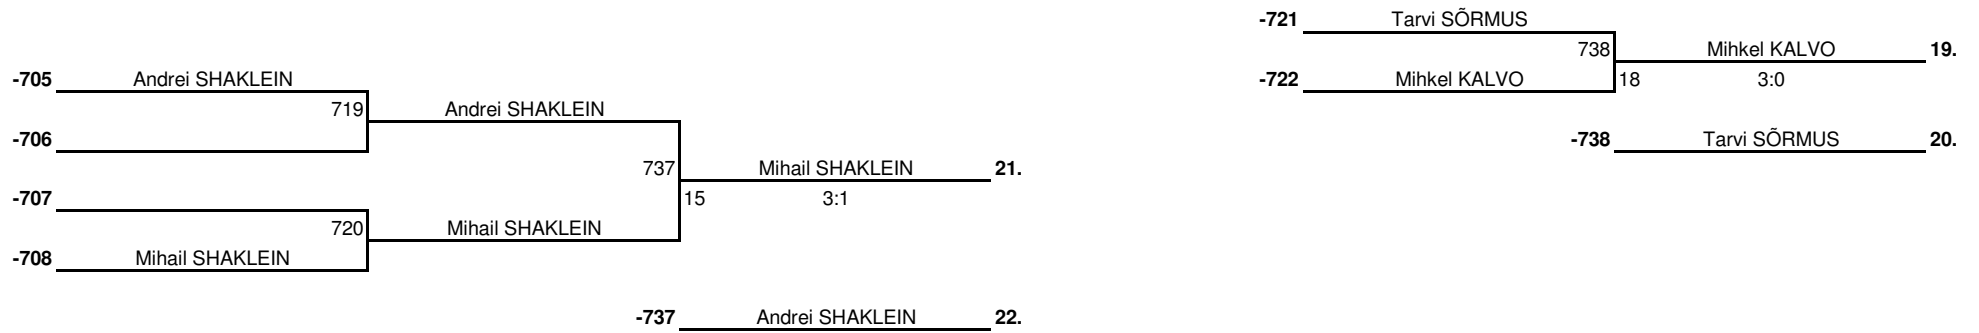 -705 Andrei SHAKLEIN
719 Andrei SHAKLEIN
-706
737 Mihail SHAKLEIN 21.
-707
15 3:1
720 Mihail SHAKLEIN
-708 Mihail SHAKLEIN
-737 Andrei SHAKLEIN 22.
-721 Tarvi SÕRMUS
738 Mihkel KALVO 19.
-722 Mihkel KALVO
18 3:0
-738 Tarvi SÕRMUS 20.